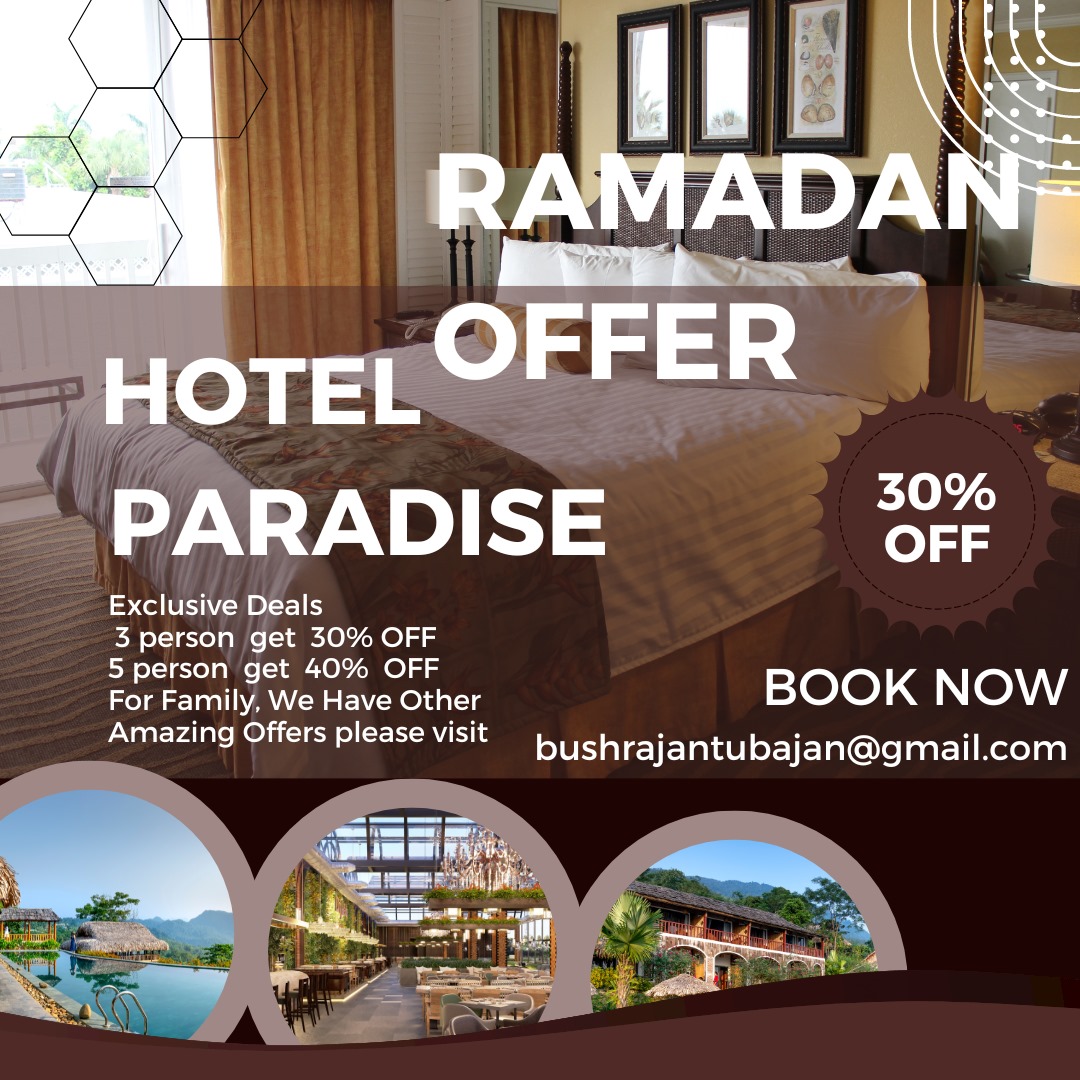 RAMADAN
OFFER
HOTEL
PARADISE
30%
OFF
Exclusive Deals
3 person get 30% OFF
5 person get 40% OFF
For Family, We Have Other
Amazing Offers please visit
BOOK NOW
bushrajantubajan@gmail.com